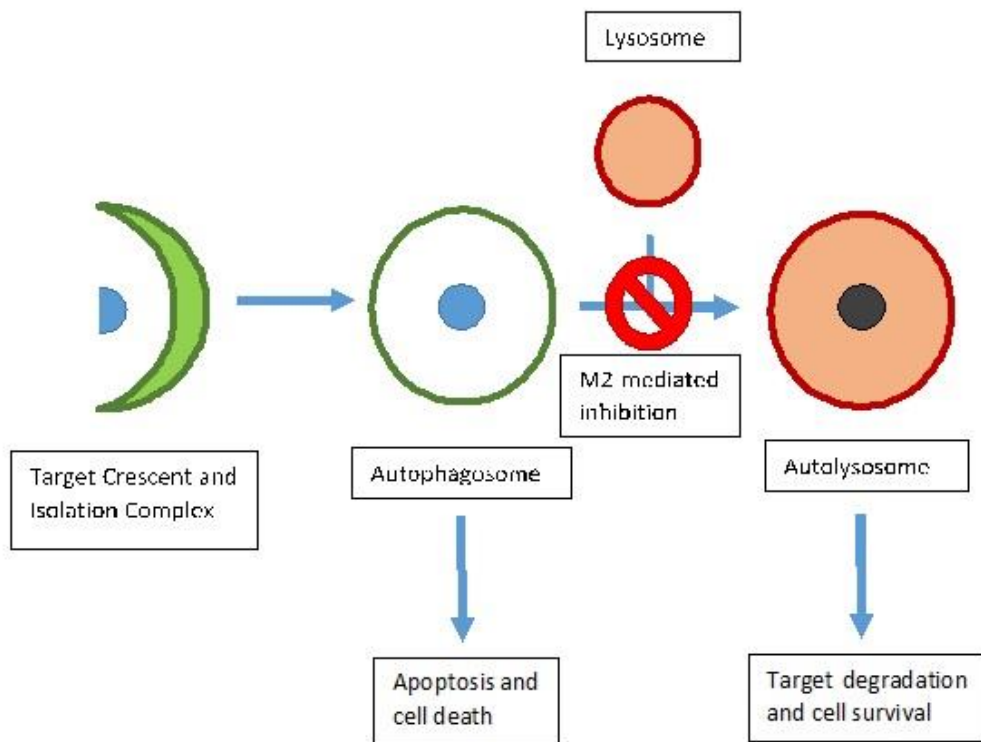 Lysosome
M2 mediated
inhibition
Target Crescent and
Isolation Complex
Autophagosome
Autolysosome
Apoptosis and
cell death
Target degradation
and cell survival